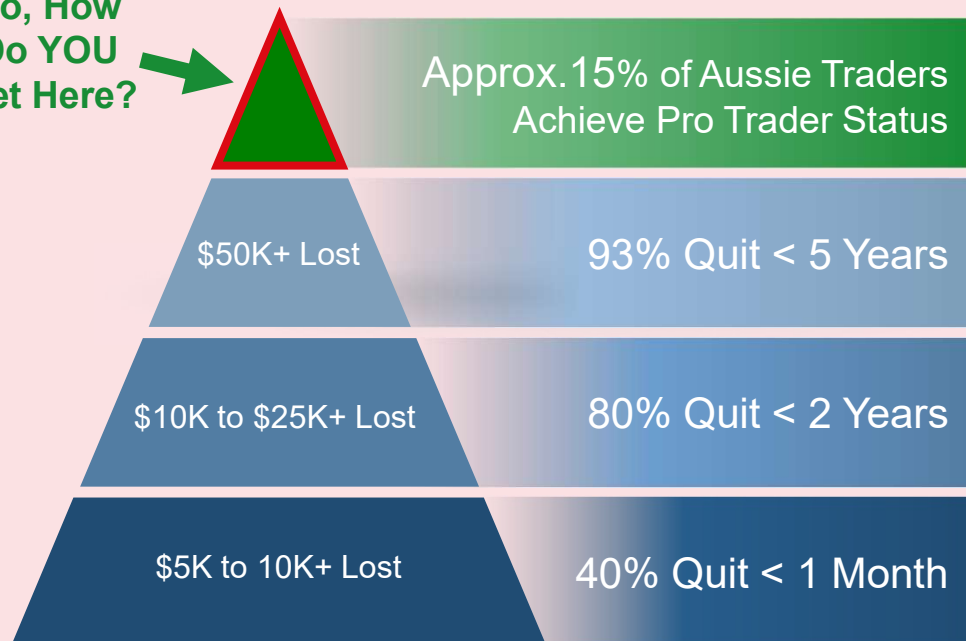 How
YOU
Here?
Approx.15% of Aussie Traders
Achieve Pro Trader Status
$50K+ Lost
93% Quit < 5 Years
$10K to $25K+ Lost
80% Quit < 2 Years
$5K to 10K+ Lost
40% Quit < 1 Month